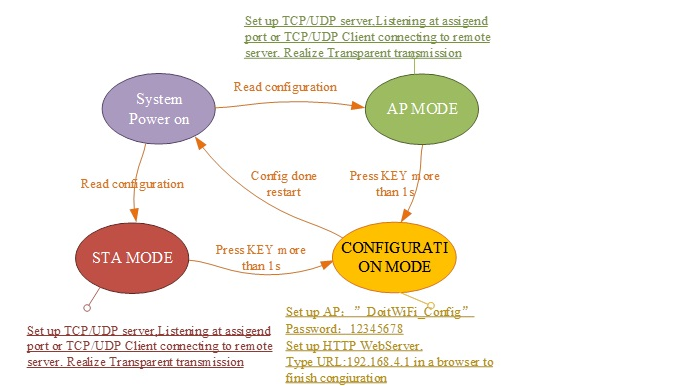 Set up TCP/UDP server,Listening at assigend
port or TCP/UDP Client connecting to remote
server. Realize Transparent transmission
Read configuration
System
Power on
AP MODE
Read configuration
Config done
restart
Press KEY more
than 1s
STA MODE
Press KEY more
than 1s
CONFIGURATI
ON MODE
Set up TCP/UDP server,Listening at assigend
port or TCP/UDP Client connecting to remote
server. Realize Transparent transmission
Set up AP: ” DoitWiFi_Config”
Password: 12345678
Set up HTTP WebServer.
Type URL:192.168.4.1 in a browser to
finish congiuration